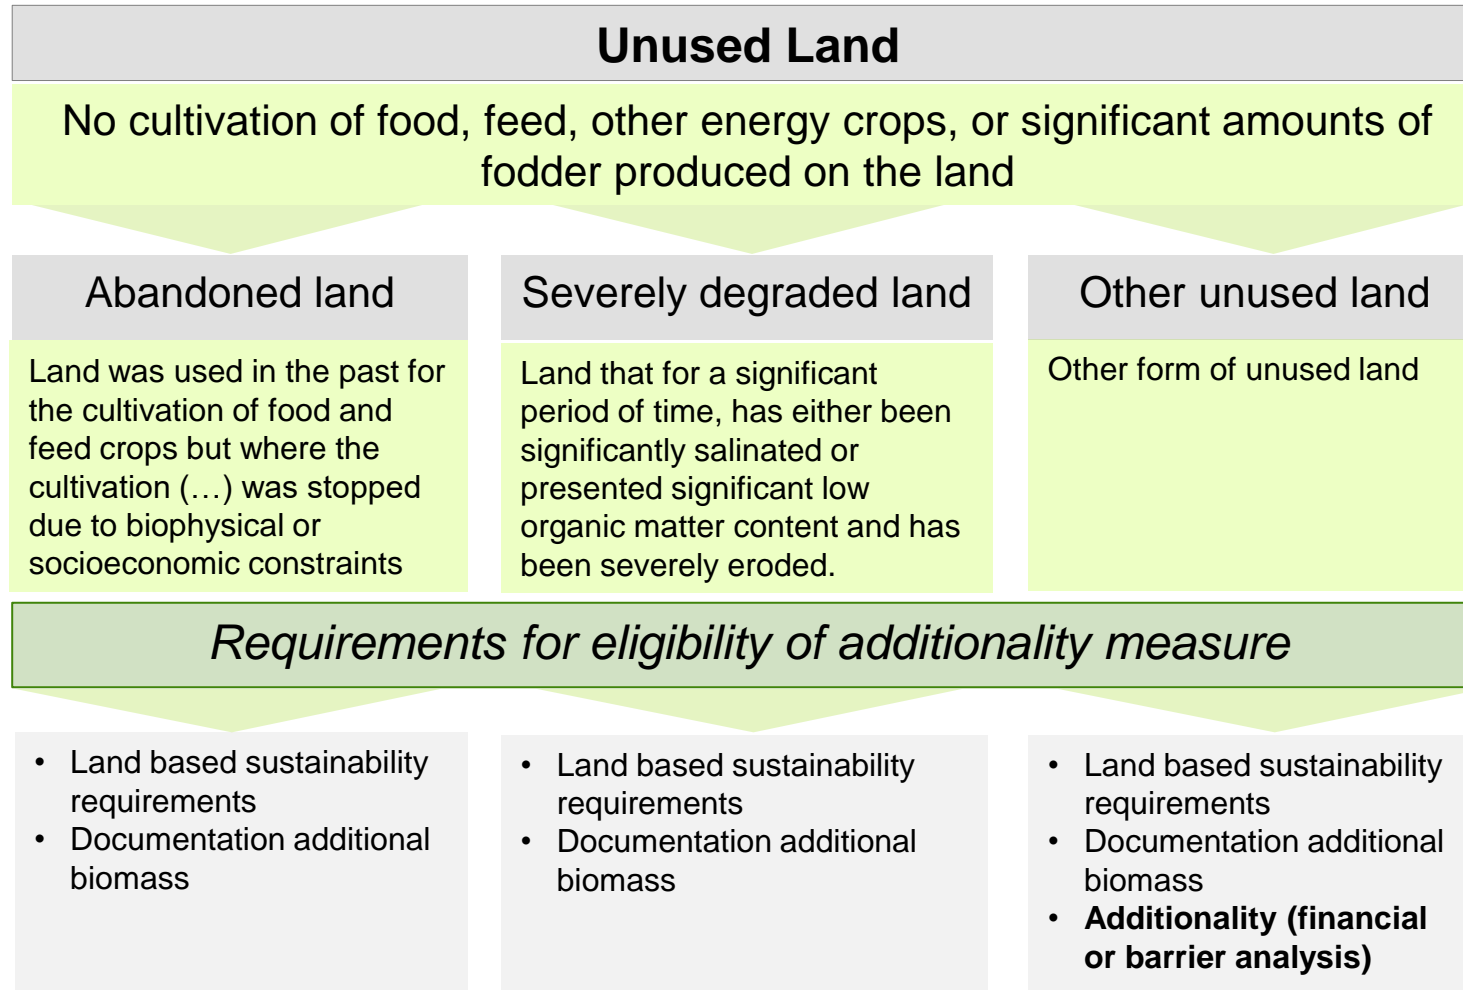 Unused Land
No cultivation of food, feed, other energy crops, or significant amounts of
fodder produced on the land
Abandoned land
Land was used in the past for
the cultivation of food and
feed crops but where the
cultivation (…) was stopped
due to biophysical or
socioeconomic constraints
Severely degraded land
Land that for a significant
period of time, has either been
significantly salinated or
presented significant low
organic matter content and has
been severely eroded.
Other unused land
Other form of unused land
Requirements for eligibility of additionality measure
• Land based sustainability
requirements
• Documentation additional
biomass
• Land based sustainability
requirements
• Documentation additional
biomass
• Land based sustainability
requirements
• Documentation additional
biomass
• Additionality (financial
or barrier analysis)